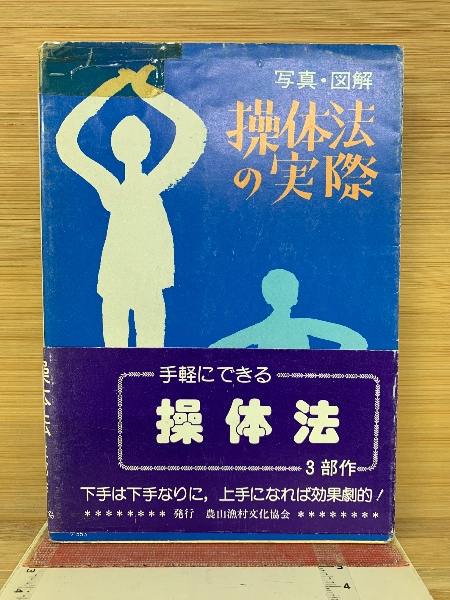 写真・図解
操体法
の実際
手軽にできる
操体法
3部作
下手は下手なりに，上手になれば効果劇的！
＊＊＊＊＊＊＊＊ 発行 農山漁村文化協会 ＊＊＊＊＊＊＊＊